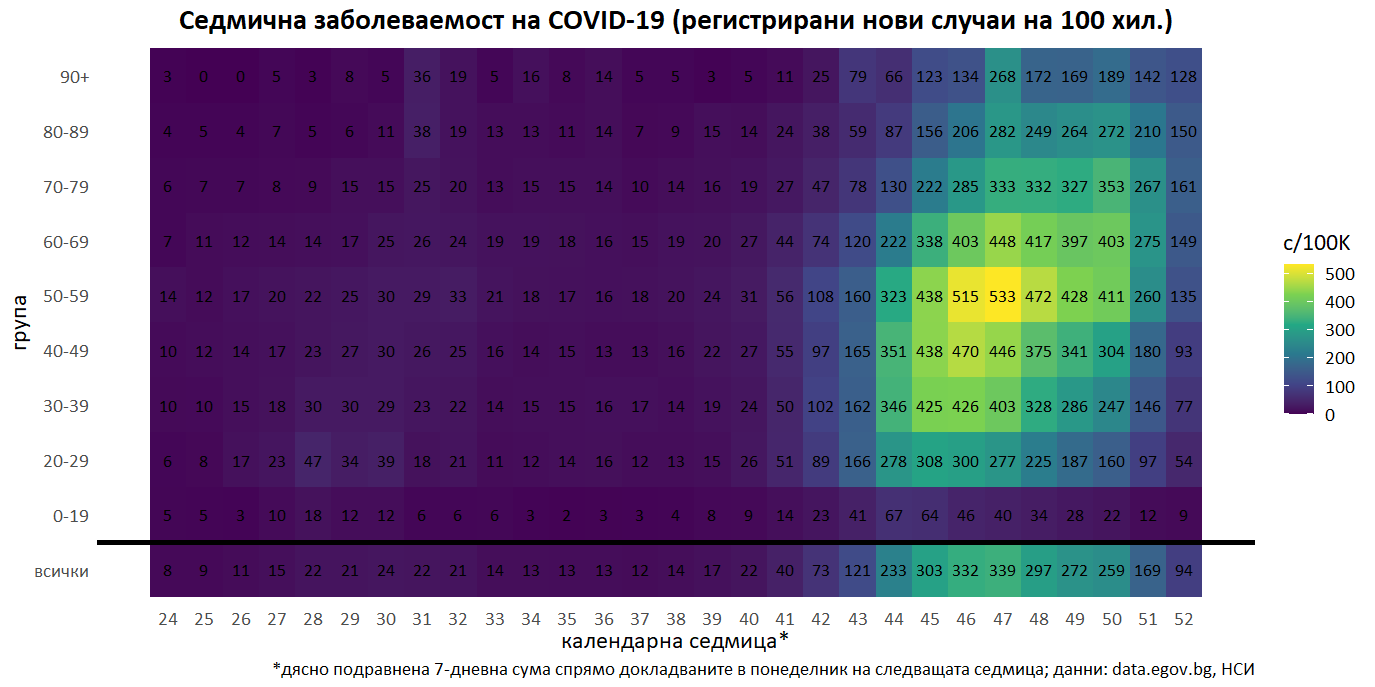 Седмична заболеваемост на COVID-19 (регистрирани нови случаи на 100 хил.)
90+ 3 0 0 5 3 8 5 36 19 5 16 8 14 5 5 3 5 11 25 79 66 123 134 268 172 169 189 142 128
80-89 4 5 4 7 5 6 11 38 19 13 13 11 14 7 9 15 14 24 38 59 87 156 206 282 249 264 272 210 150
70-79 6 7 7 8 9 15 15 25 20 13 15 15 14 10 14 16 19 27 47 78 130 222 285 333 332 327 353 267 161
60-69 7 11 12 14 14 17 25 26 24 19 19 18 16 15 19 20 27 44 74 120 222 338 403 448 417 397 403 275 149
50-59 14 12 17 20 22 25 30 29 33 21 18 17 16 18 20 24 31 56 108 160 323 438 515 533 472 428 411 260 135
40-49 10 12 14 17 23 27 30 26 25 16 14 15 13 13 16 22 27 55 97 165 351 438 470 446 375 341 304 180 93
30-39 10 10 15 18 30 30 29 23 22 14 15 15 16 17 14 19 24 50 102 162 346 425 426 403 328 286 247 146 77
20-29 6 8 17 23 47 34 39 18 21 11 12 14 16 12 13 15 26 51 89 166 278 308 300 277 225 187 160 97 54
0-19 5 5 3 10 18 12 12 6 6 6 3 2 3 3 4 8 9 14 23 41 67 64 46 40 34 28 22 12 9
всички 8 9 11 15 22 21 24 22 21 14 13 13 13 12 14 17 22 40 73 121 233 303 332 339 297 272 259 169 94
24 25 26 27 28 29 30 31 32 33 34 35 36 37 38 39 40 41 42 43 44 45 46 47 48 49 50 51 52
група
календарна седмица*
*дясно подравнена 7-дневна сума спрямо докладваните в понеделник на следващата седмица; данни: data.egov.bg, НСИ
с/100K
500
400
300
200
100
0